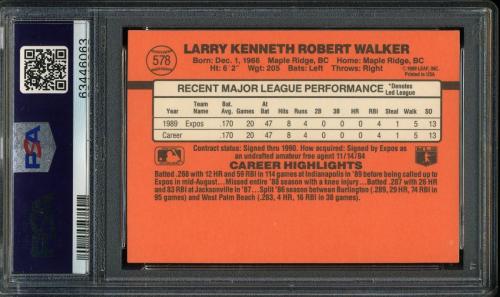 578
LARRY KENNETH ROBERT WALKER
Born: Dec. 1, 1966 Maple Ridge, BC Home: Maple Ridge, BC
Ht: 6' 2" Wgt: 205 Bats: Left Throws: Right
© 1989 LEAF, INC.
Printed in USA
RECENT MAJOR LEAGUE PERFORMANCE *Denotes Led League
Year Team Name Bat. Avg. Games At Bat Hits Runs 2B 3B HR RBI Steal Walk SO
1989 Expos .170 20 47 8 4 0 0 0 4 1 5 13
Career .170 20 47 8 4 0 0 0 4 1 5 13
Contract status: Signed thru 1990. How acquired: Signed by Expos as
an undrafted amateur free agent 11/14/84
CAREER HIGHLIGHTS
Batted .268 with 12 HR and 59 RBI in 114 games at Indianapolis in '89 before being called up to
Expos in mid-August... Missed entire '88 season with a knee injury... Batted .287 with 26 HR
and 83 RBI at Jacksonville in '87... Split '86 season between Burlington (.289, 29 HR, 74 RBI in
95 games) and West Palm Beach (.283, 4 HR, 16 RBI in 38 games).
63446063
PSA